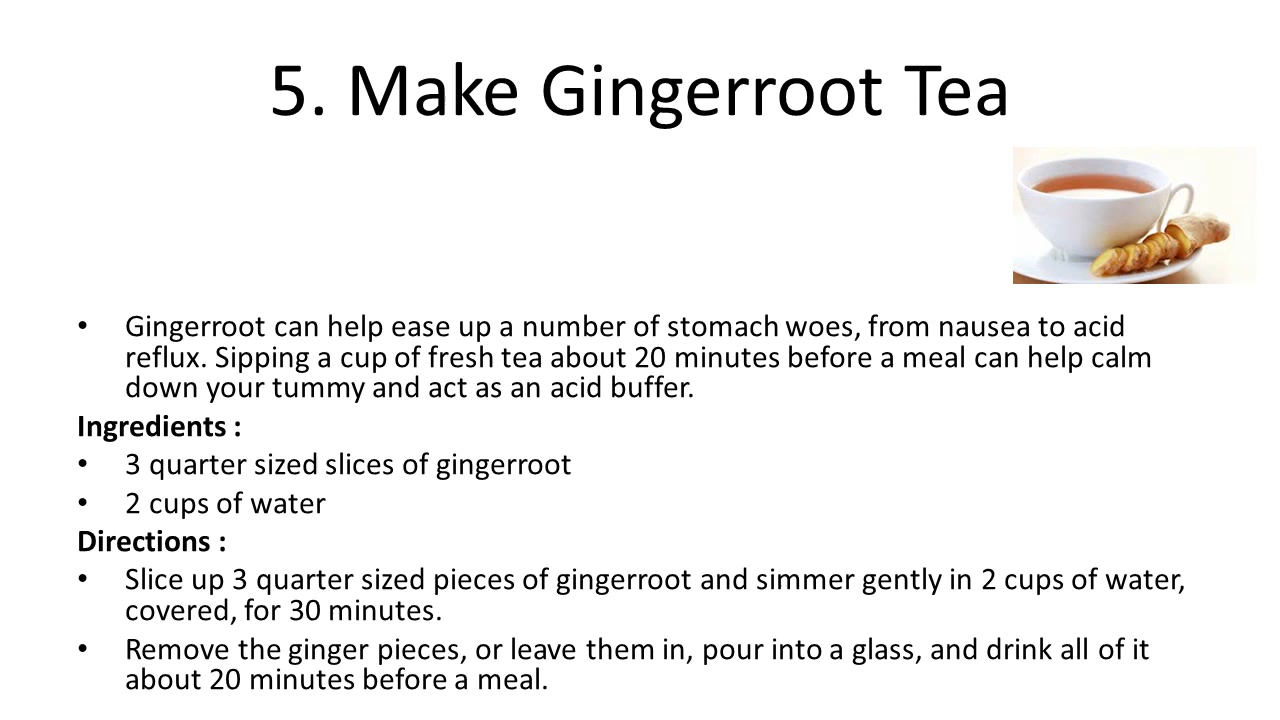 5. Make Gingerroot Tea
• Gingerroot can help ease up a number of stomach woes, from nausea to acid
reflux. Sipping a cup of fresh tea about 20 minutes before a meal can help calm
down your tummy and act as an acid buffer.
Ingredients :
• 3 quarter sized slices of gingerroot
• 2 cups of water
Directions :
• Slice up 3 quarter sized pieces of gingerroot and simmer gently in 2 cups of water,
covered, for 30 minutes.
• Remove the ginger pieces, or leave them in, pour into a glass, and drink all of it
about 20 minutes before a meal.